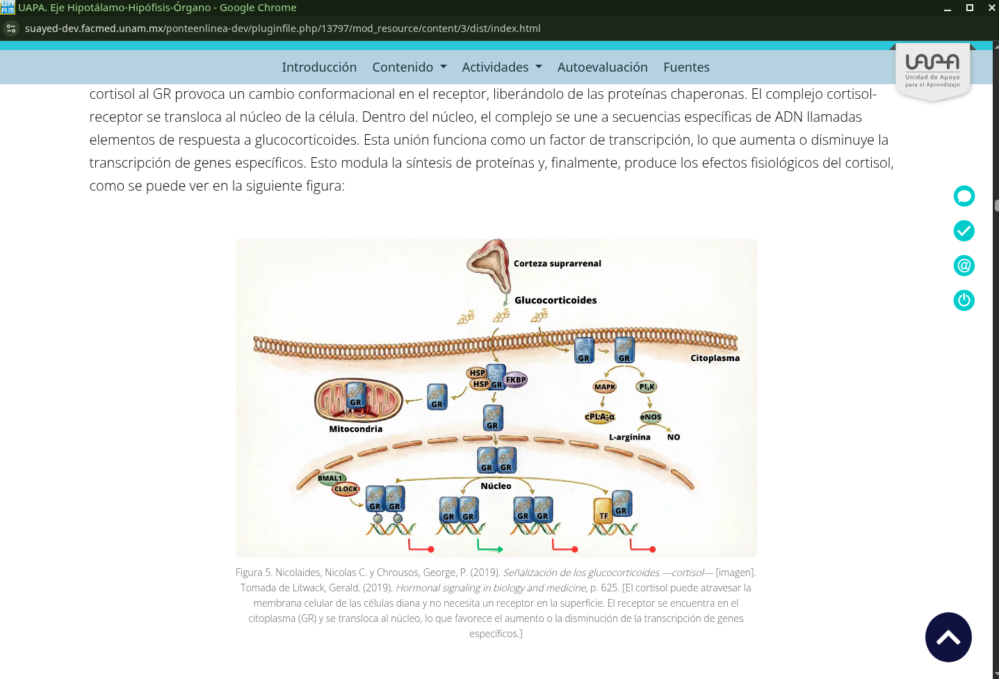 UAPA. Eje Hipotálamo-Hipófisis-Órgano - Google Chrome
suayed-dev.facmed.unam.mx/ponteenlinea-dev/pluginfile.php/13797/mod_resource/content/3/dist/index.html
Introducción Contenido Actividades Autoevaluación Fuentes
UAPA
Unidad de Apoyo
para el Aprendizaje
cortisol al GR provoca un cambio conformacional en el receptor, liberándolo de las proteínas chaperonas. El complejo cortisol-
receptor se transloca al núcleo de la célula. Dentro del núcleo, el complejo se une a secuencias específicas de ADN llamadas
elementos de respuesta a glucocorticoides. Esta unión funciona como un factor de transcripción, lo que aumenta o disminuye la
transcripción de genes específicos. Esto modula la síntesis de proteínas y, finalmente, produce los efectos fisiológicos del cortisol,
como se puede ver en la siguiente figura:
Corteza suprarrenal
Glucocorticoides
GR GR
Citoplasma
HSP
HSP GR FKBP
MAPK PI₃K
GR GR
Mitocondria
GR
cPLA₂α eNOS
L-arginina NO
GR GR
Núcleo
BMAL1
CLOCK
GR GR
GR GR
GR GR
TF GR
Figura 5. Nicolaides, Nicolas C. y Chrousos, George, P. (2019). Señalización de los glucocorticoides —cortisol— [imagen].
Tomada de Litwack, Gerald. (2019). Hormonal signaling in biology and medicine, p. 625. [El cortisol puede atravesar la
membrana celular de las células diana y no necesita un receptor en la superficie. El receptor se encuentra en el
citoplasma (GR) y se transloca al núcleo, lo que favorece el aumento o la disminución de la transcripción de genes
específicos.]